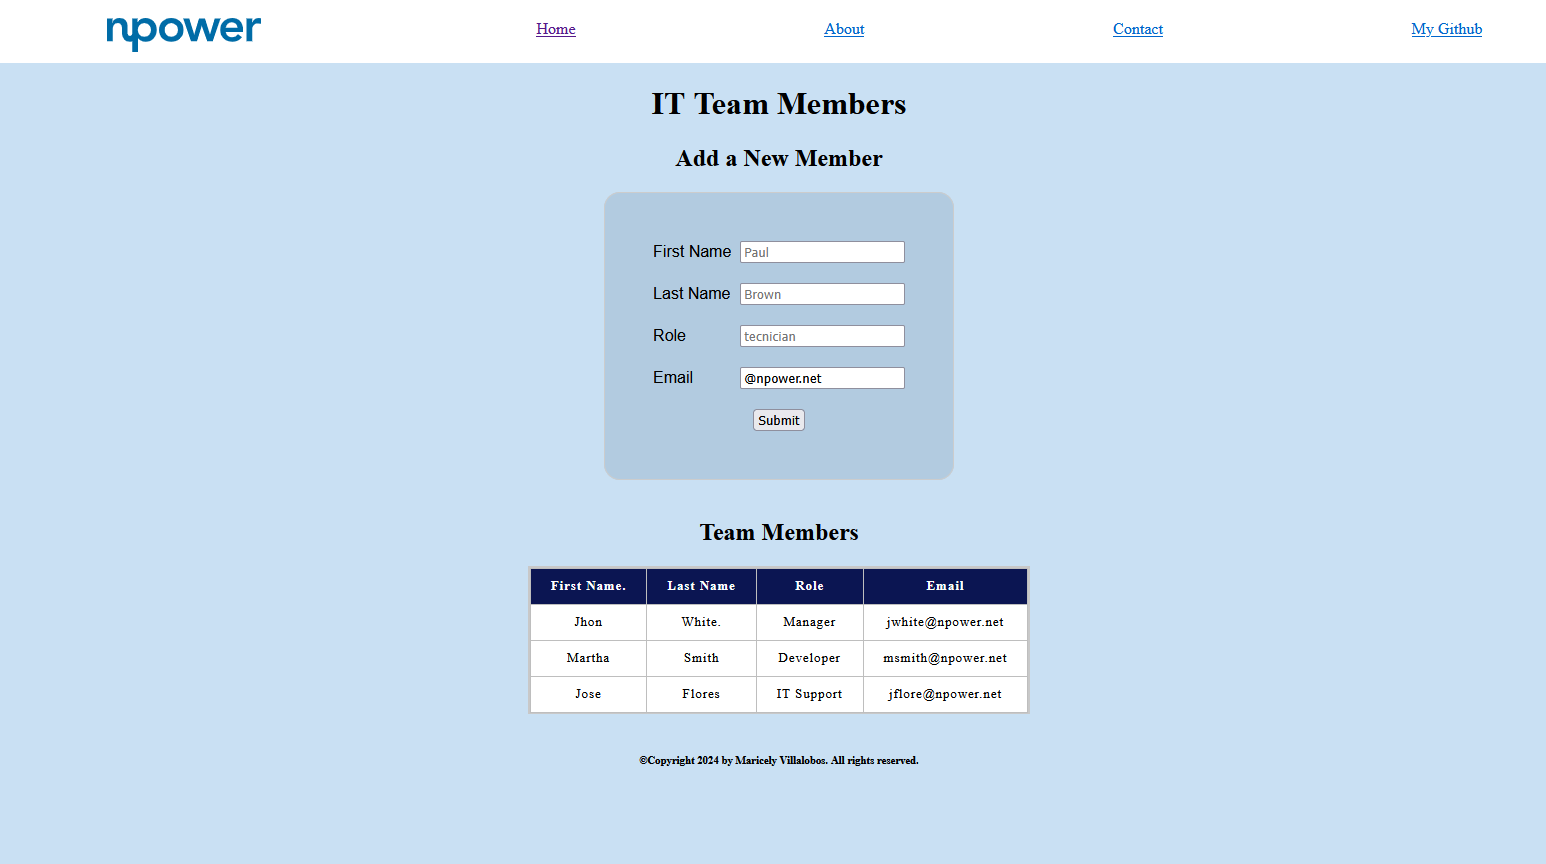 npower Home About Contact My Github
IT Team Members
Add a New Member
First Name Paul
Last Name Brown
Role tecnician
Email @npower.net
Submit
Team Members
First Name. Last Name Role Email
Jhon White. Manager jwhite@npower.net
Martha Smith Developer msmith@npower.net
Jose Flores IT Support jflore@npower.net
©Copyright 2024 by Maricely Villalobos. All rights reserved.